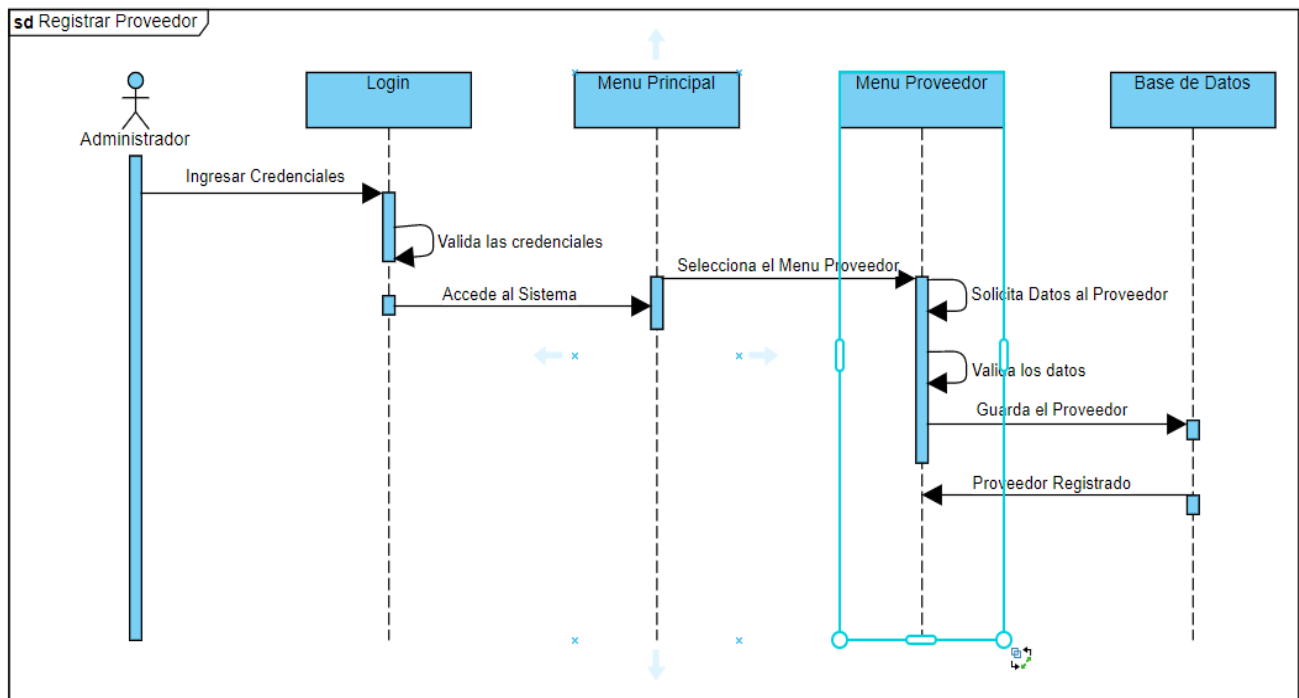 sd Registrar Proveedor
Administrador
Login
Menu Principal
Menu Proveedor
Base de Datos
Ingresar Credenciales
Valida las credenciales
Selecciona el Menu Proveedor
Accede al Sistema
Solicita Datos al Proveedor
Valida los datos
Guarda el Proveedor
Proveedor Registrado